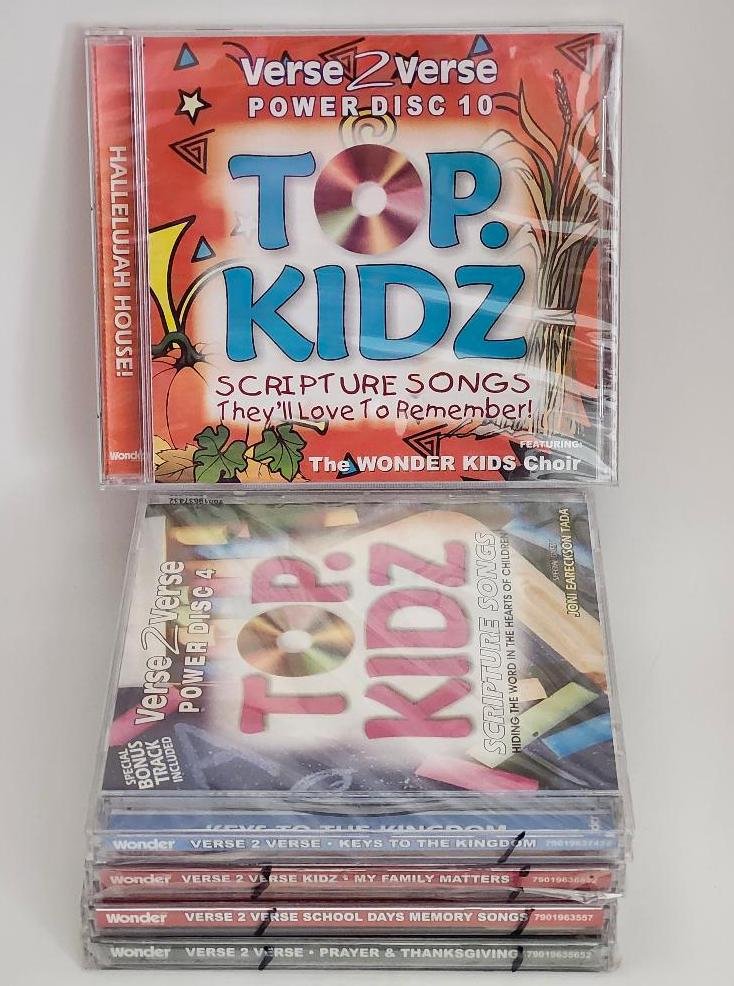 HALLELUJAH HOUSE!
Wonder
Verse 2 Verse
POWER DISC 10
TOP.
KIDZ
SCRIPTURE SONGS
They'll Love To Remember!
FEATURING:
The WONDER KIDS Choir
79019637432
Verse 2 Verse
POWER DISC 4
TOP.
KIDZ
SCRIPTURE SONGS
HIDING THE WORD IN THE HEARTS OF CHILDREN
JONI EARECKSON TADA
SPECIAL
BONUS
TRACK
INCLUDED
KEYS TO THE KINGDOM
Wonder VERSE 2 VERSE • KEYS TO THE KINGDOM
Wonder VERSE 2 VERSE KIDZ • MY FAMILY MATTERS
Wonder VERSE 2 VERSE SCHOOL DAYS MEMORY SONGS 7901963557
Wonder VERSE 2 VERSE • PRAYER & THANKSGIVING 79019635652